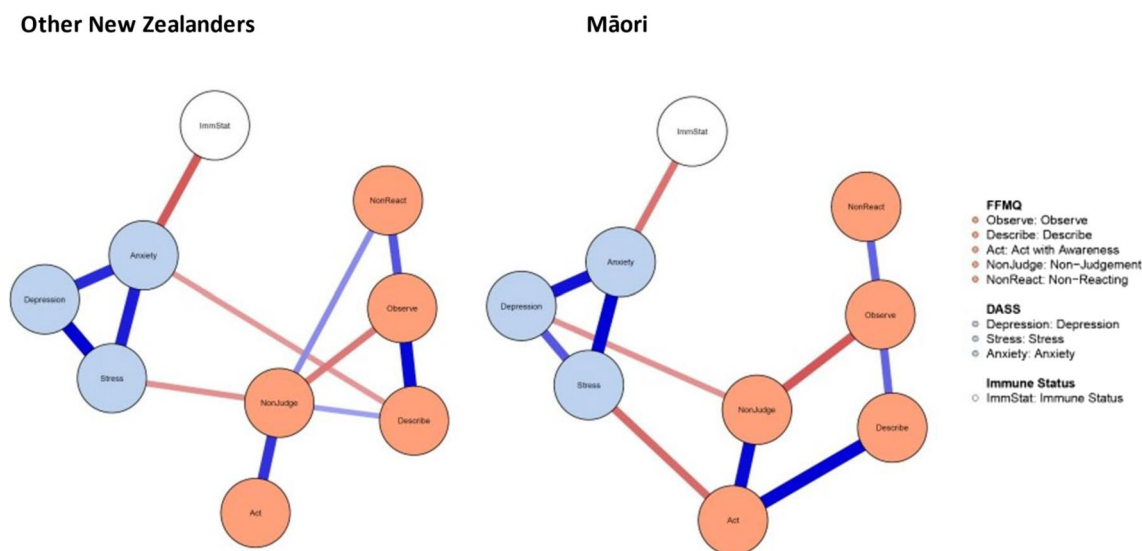 Other New Zealanders
Māori
ImmStat
NonReact
Anxiety
Depression
Observe
Stress
NonJudge
Describe
Act
ImmStat
NonReact
Anxiety
Depression
Observe
Stress
NonJudge
Describe
Act
FFMQ
Observe: Observe
Describe: Describe
Act: Act with Awareness
NonJudge: Non-Judgement
NonReact: Non-Reacting
DASS
Depression: Depression
Stress: Stress
Anxiety: Anxiety
Immune Status
ImmStat: Immune Status